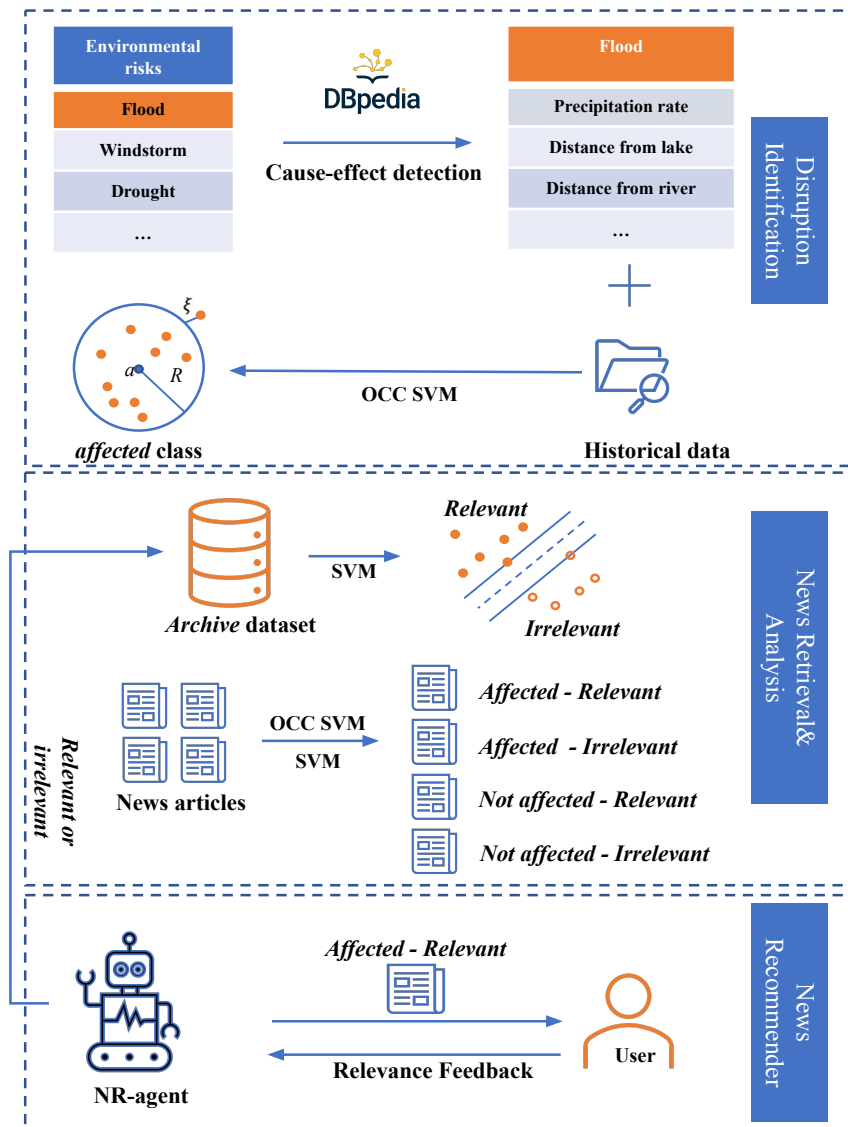 Environmental
risks
Flood
Windstorm
Drought
...
DBpedia
Cause-effect detection
Flood
Precipitation rate
Distance from lake
Distance from river
...
Disruption
Identification
ξ
a
R
affected class
OCC SVM
Historical data
Archive dataset
SVM
Relevant
Irrelevant
News articles
OCC SVM
SVM
Affected - Relevant
Affected - Irrelevant
Not affected - Relevant
Not affected - Irrelevant
News Retrieval&
Analysis
Relevant or
irrelevant
NR-agent
Affected - Relevant
Relevance Feedback
User
News
Recommender